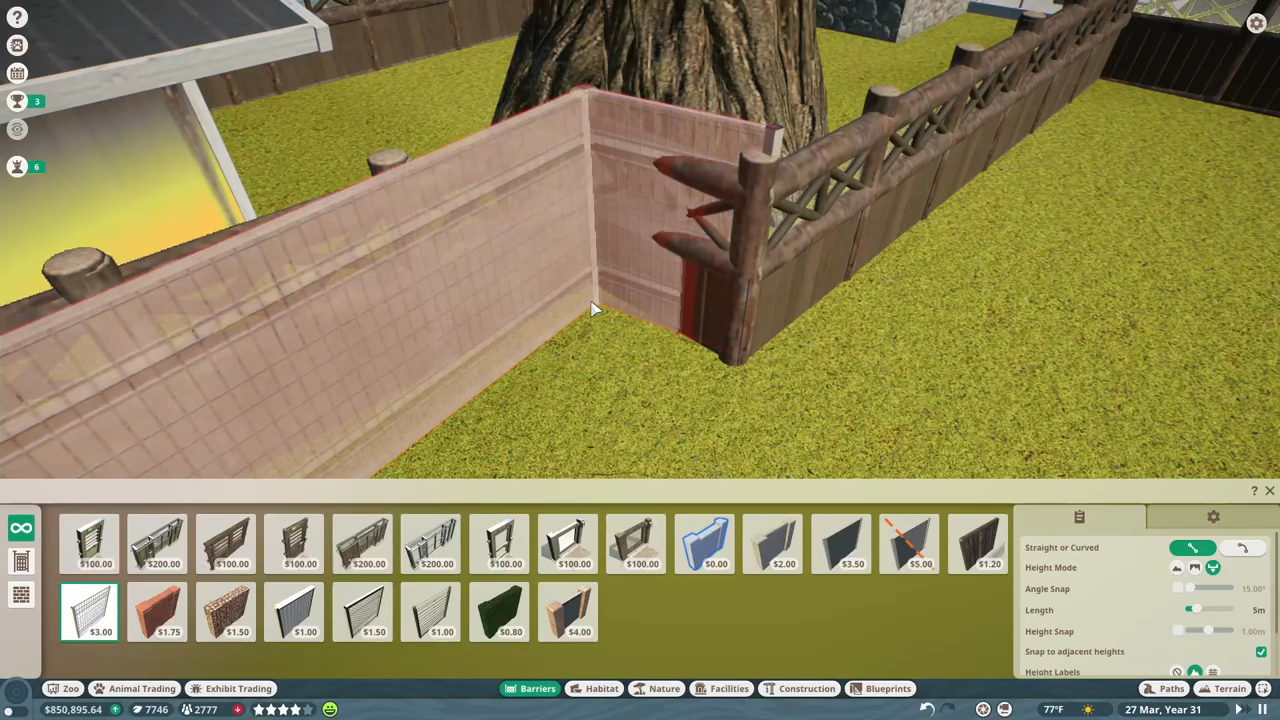 ?
3
6
?
$100.00
$200.00
$100.00
$100.00
$200.00
$200.00
$100.00
$100.00
$100.00
$0.00
$2.00
$3.50
$5.00
$1.20
$3.00
$1.75
$1.50
$1.00
$1.50
$1.00
$0.80
$4.00
Straight or Curved
Height Mode
Angle Snap 15.00°
Length 5m
Height Snap 1.00m
Snap to adjacent heights
Height Labels
Zoo
Animal Trading
Exhibit Trading
Barriers
Habitat
Nature
Facilities
Construction
Blueprints
Paths
Terrain
$850,895.64
7746
2777
77°F
27 Mar, Year 31